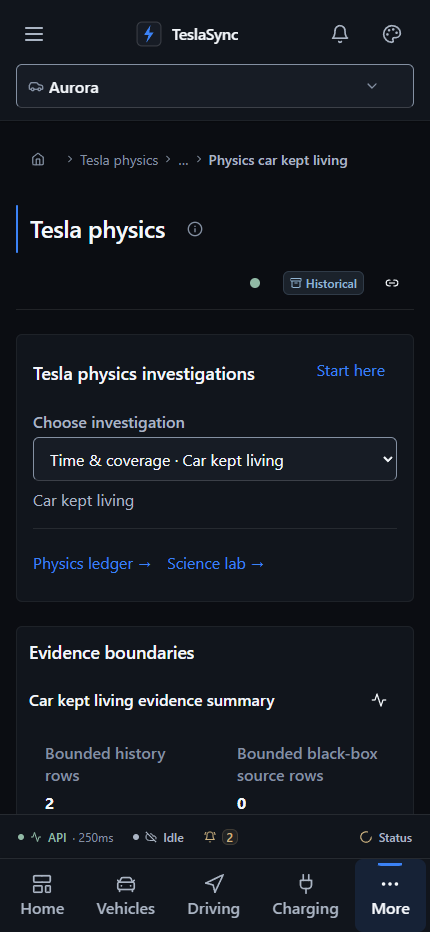 TeslaSync
Aurora
Tesla physics
...
Physics car kept living
Tesla physics
Historical
Tesla physics investigations
Start here
Choose investigation
Time & coverage · Car kept living
Car kept living
Physics ledger →
Science lab →
Evidence boundaries
Car kept living evidence summary
Bounded history
rows
2
Bounded black-box
source rows
0
API · 250ms
Idle
2
Status
Home
Vehicles
Driving
Charging
More